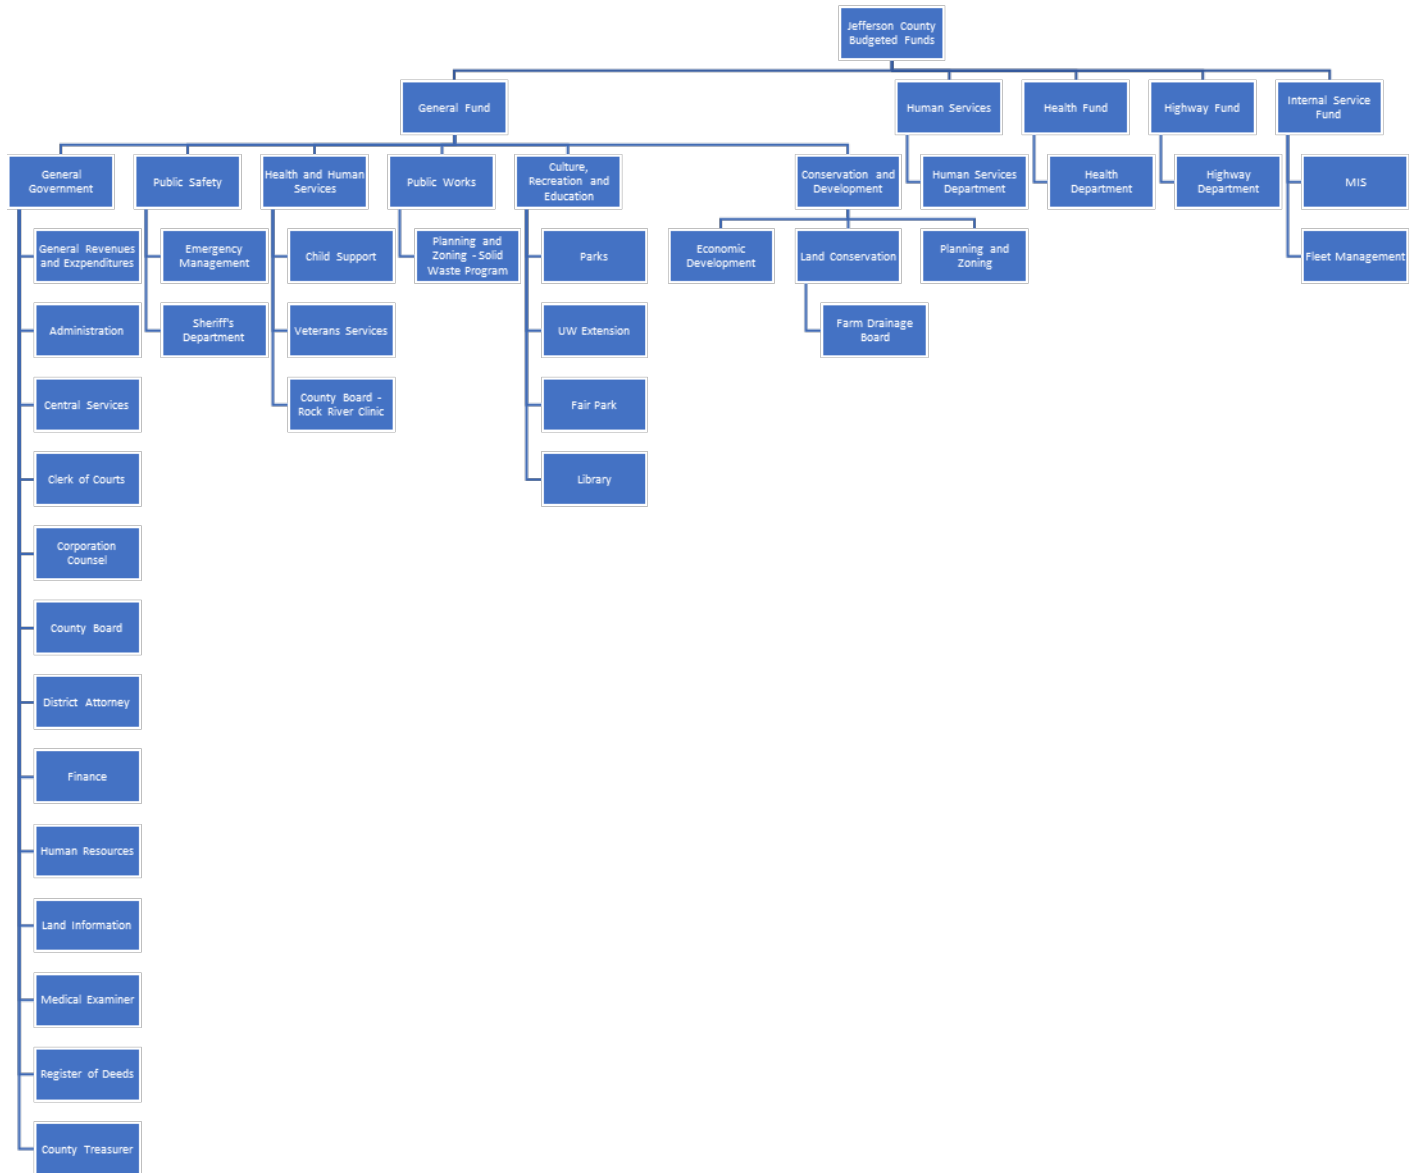 Jefferson County
Budgeted Funds
General Fund
Human Services
Health Fund
Highway Fund
Internal Service
Fund
General
Government
Public Safety
Health and Human
Services
Public Works
Culture,
Recreation and
Education
Conservation and
Development
Human Services
Department
Health
Department
Highway
Department
MIS
General Revenues
and Exzpenditures
Emergency
Management
Child Support
Planning and
Zoning - Solid
Waste Program
Parks
Economic
Development
Land Conservation
Planning and
Zoning
Fleet Management
Administration
Sheriff's
Department
Veterans Services
UW Extension
Farm Drainage
Board
Central Services
County Board -
Rock River Clinic
Fair Park
Clerk of Courts
Library
Corporation
Counsel
County Board
District Attorney
Finance
Human Resources
Land Information
Medical Examiner
Register of Deeds
County Treasurer